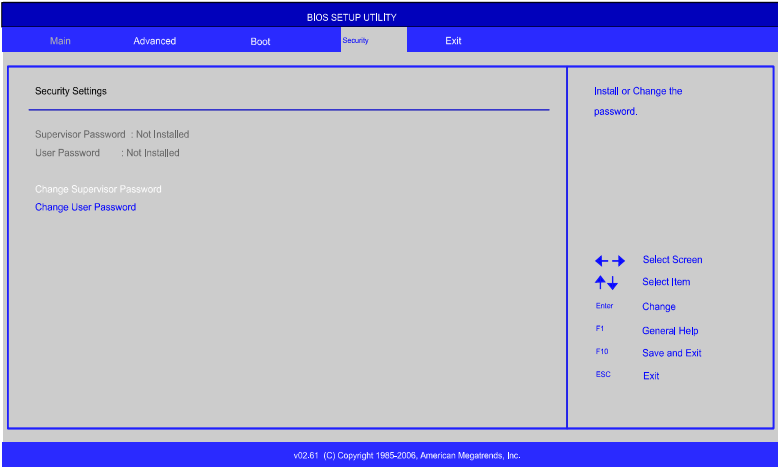 BIOS SETUP UTILITY
Main Advanced Boot Security Exit
Security Settings
Supervisor Password : Not Installed
User Password : Not Installed
Change Supervisor Password
Change User Password
Install or Change the
password.
Select Screen
Select Item
Enter Change
F1 General Help
F10 Save and Exit
ESC Exit
v02.61 (C) Copyright 1985-2006, American Megatrends, Inc.